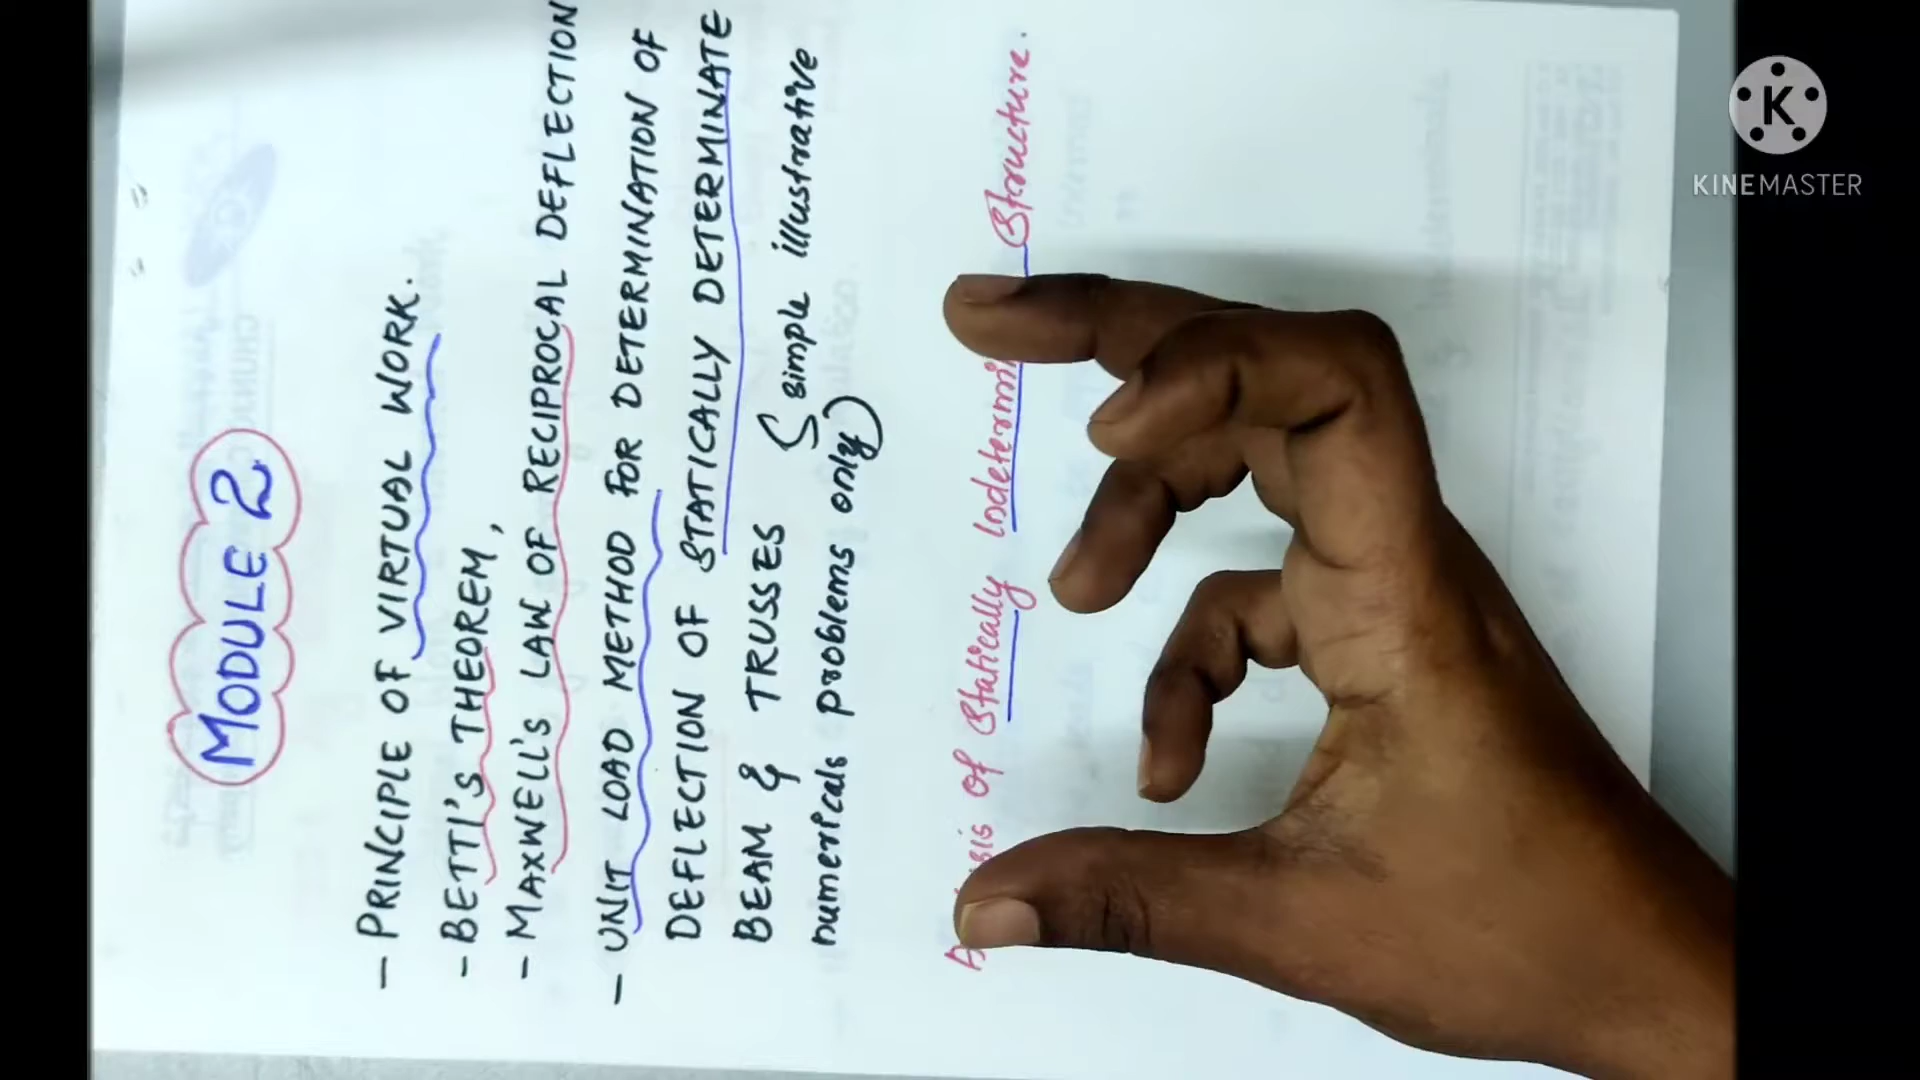 MODULE 2
- PRINCIPLE OF VIRTUAL WORK.
- BETTI'S THEOREM,
- MAXWELL'S LAW OF RECIPROCAL DEFLECTION
- UNIT LOAD METHOD FOR DETERMINATION OF
DEFLECTION OF STATICALLY DETERMINATE
BEAM & TRUSSES (simple illustrative
numericals problems only)
of Statically Structure.
K
KINEMASTER